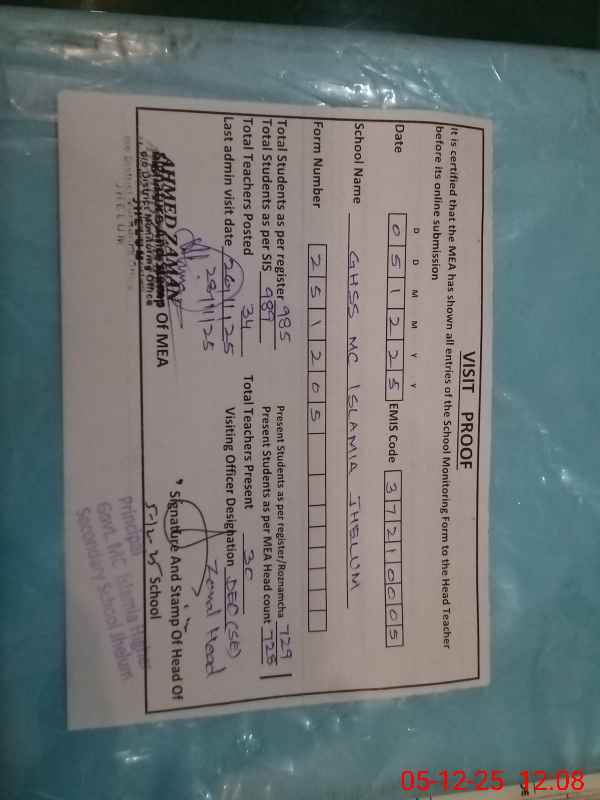 VISIT PROOF
It is certified that the MEA has shown all entries of the School Monitoring Form to the Head Teacher
before its online submission
D D M M Y Y
Date 0 5 1 2 2 5 EMIS Code 3 7 2 1 0 0 0 5
School Name GHSS MC ISLAMIA JHELUM
Form Number 2 5 1 2 0 5
Total Students as per register 985 Present Students as per register/Roznamcha 729
Total Students as per SIS 989 Present Students as per MEA Head count 728
Total Teachers Posted 34 Total Teachers Present 30
Last admin visit date 28/11/25 Visiting Officer Designation DEO (SE)
28/11/25 Zonal Head
Signature And Stamp Of MEA Signature And Stamp Of Head Of
School
5-12-25
AHMED ZAMAN
o/o District Monitoring Office
JHELUM
Principal
Govt. MC Islamia Higher
Secondary School Jhelum
05-12-25 12:08